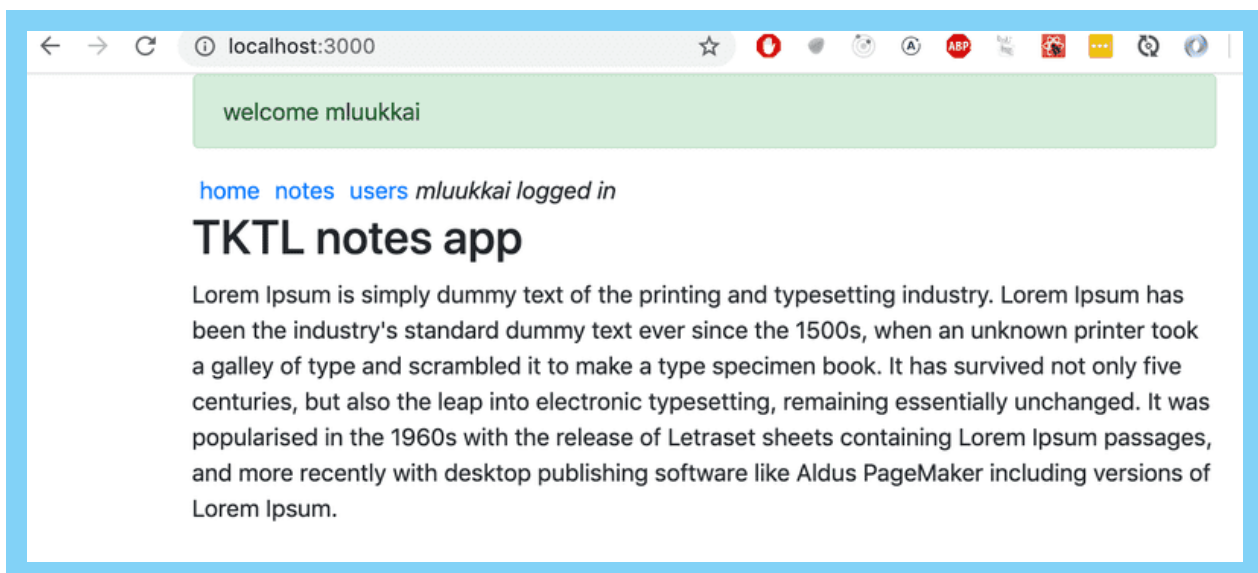 localhost:3000
ABP
welcome mluukkai
home notes users mluukkai logged in
TKTL notes app
Lorem Ipsum is simply dummy text of the printing and typesetting industry. Lorem Ipsum has
been the industry's standard dummy text ever since the 1500s, when an unknown printer took
a galley of type and scrambled it to make a type specimen book. It has survived not only five
centuries, but also the leap into electronic typesetting, remaining essentially unchanged. It was
popularised in the 1960s with the release of Letraset sheets containing Lorem Ipsum passages,
and more recently with desktop publishing software like Aldus PageMaker including versions of
Lorem Ipsum.